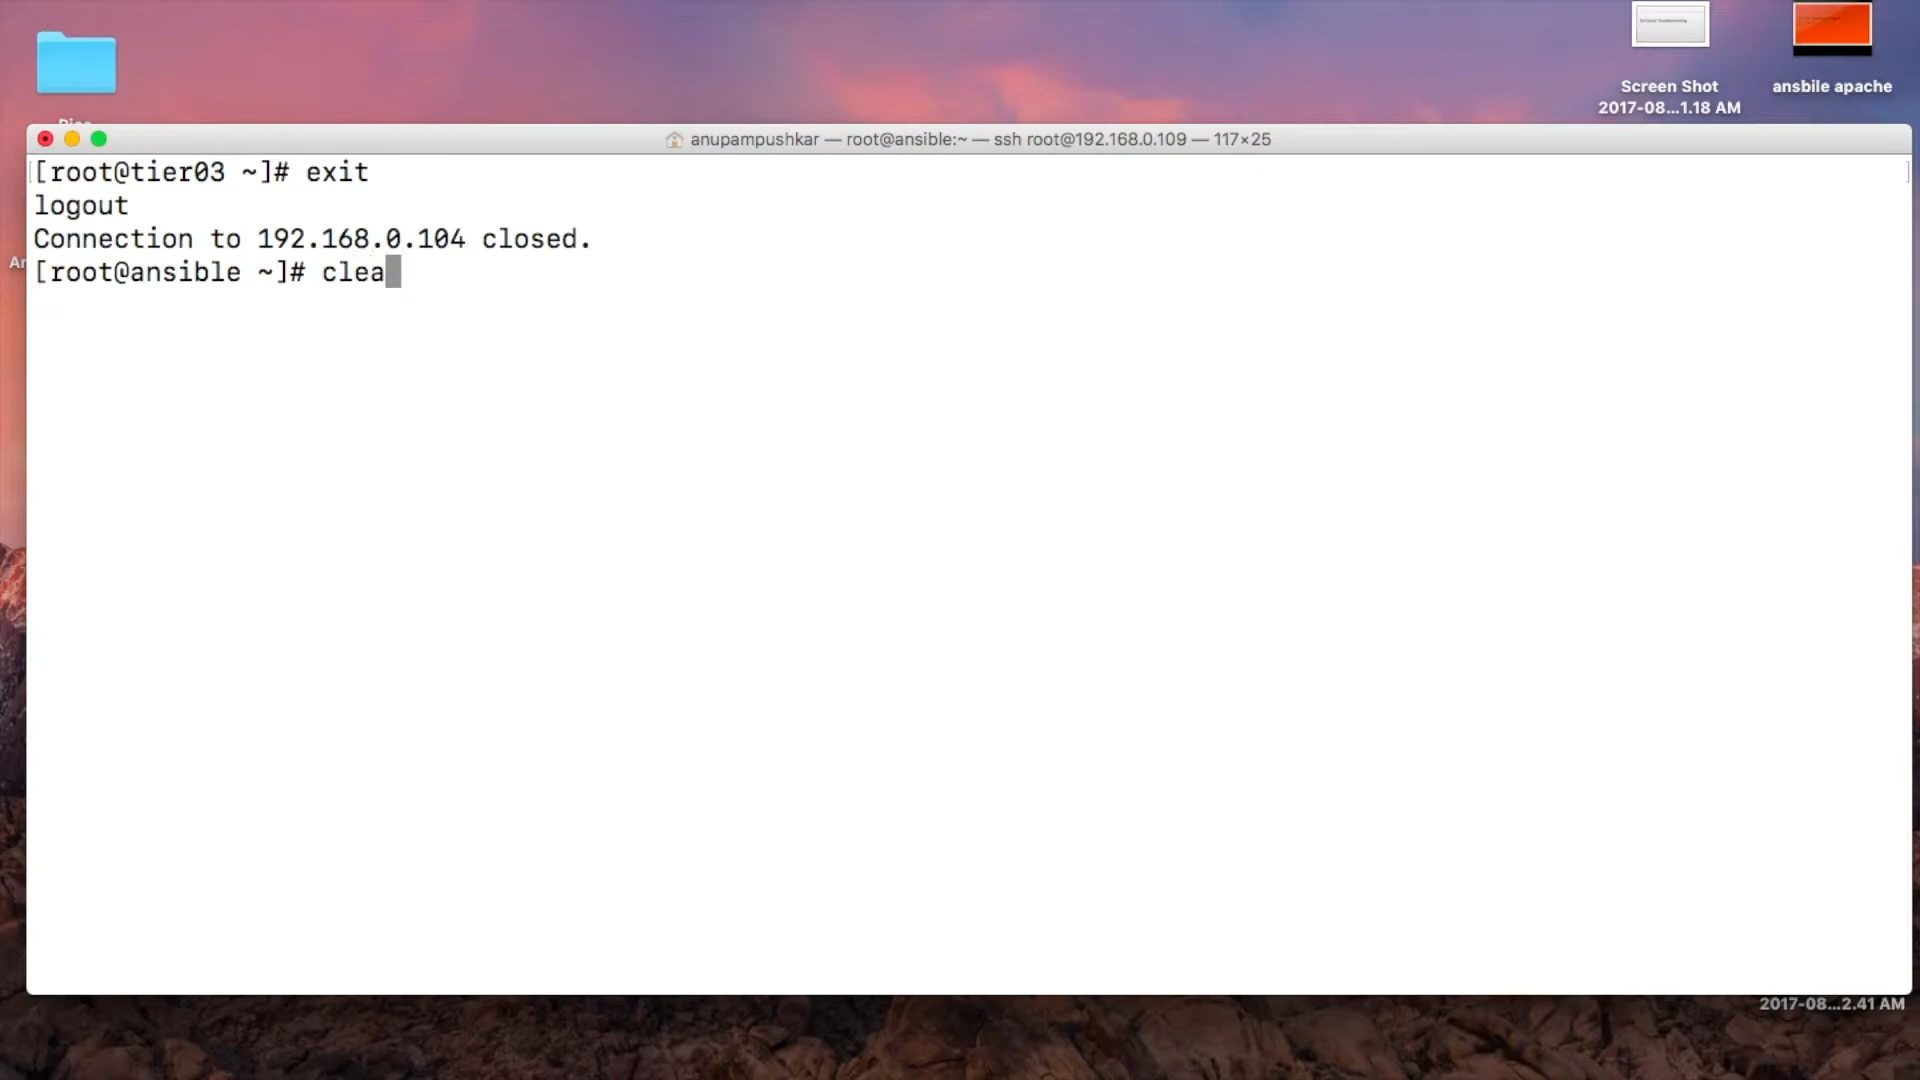 Screen Shot
2017-08...1.18 AM
ansbile apache
anupampushkar — root@ansible:~ — ssh root@192.168.0.109 — 117×25
[root@tier03 ~]# exit
logout
Connection to 192.168.0.104 closed.
[root@ansible ~]# clea
2017-08...2.41 AM